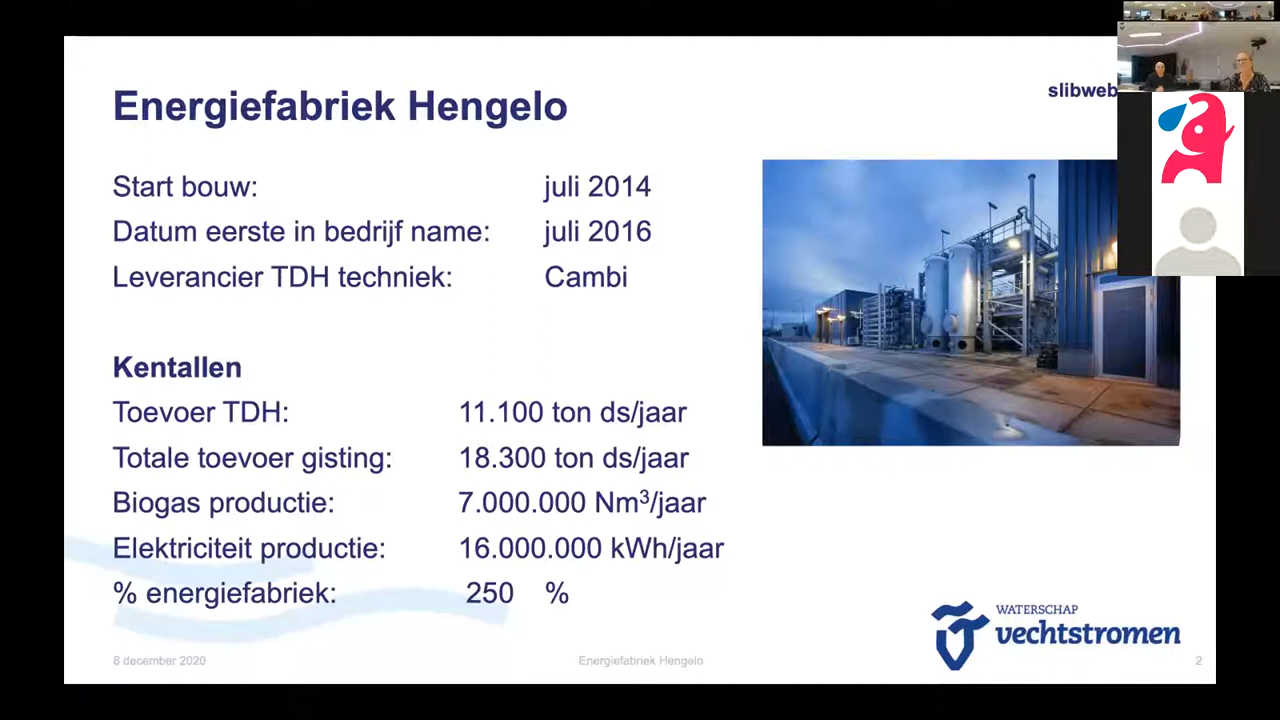 Energiefabriek Hengelo
slibweb
Start bouw: juli 2014
Datum eerste in bedrijf name: juli 2016
Leverancier TDH techniek: Cambi
Kentallen
Toevoer TDH: 11.100 ton ds/jaar
Totale toevoer gisting: 18.300 ton ds/jaar
Biogas productie: 7.000.000 Nm³/jaar
Elektriciteit productie: 16.000.000 kWh/jaar
% energiefabriek: 250 %
WATERSCHAP
vechtstromen
8 december 2020 Energiefabriek Hengelo 2